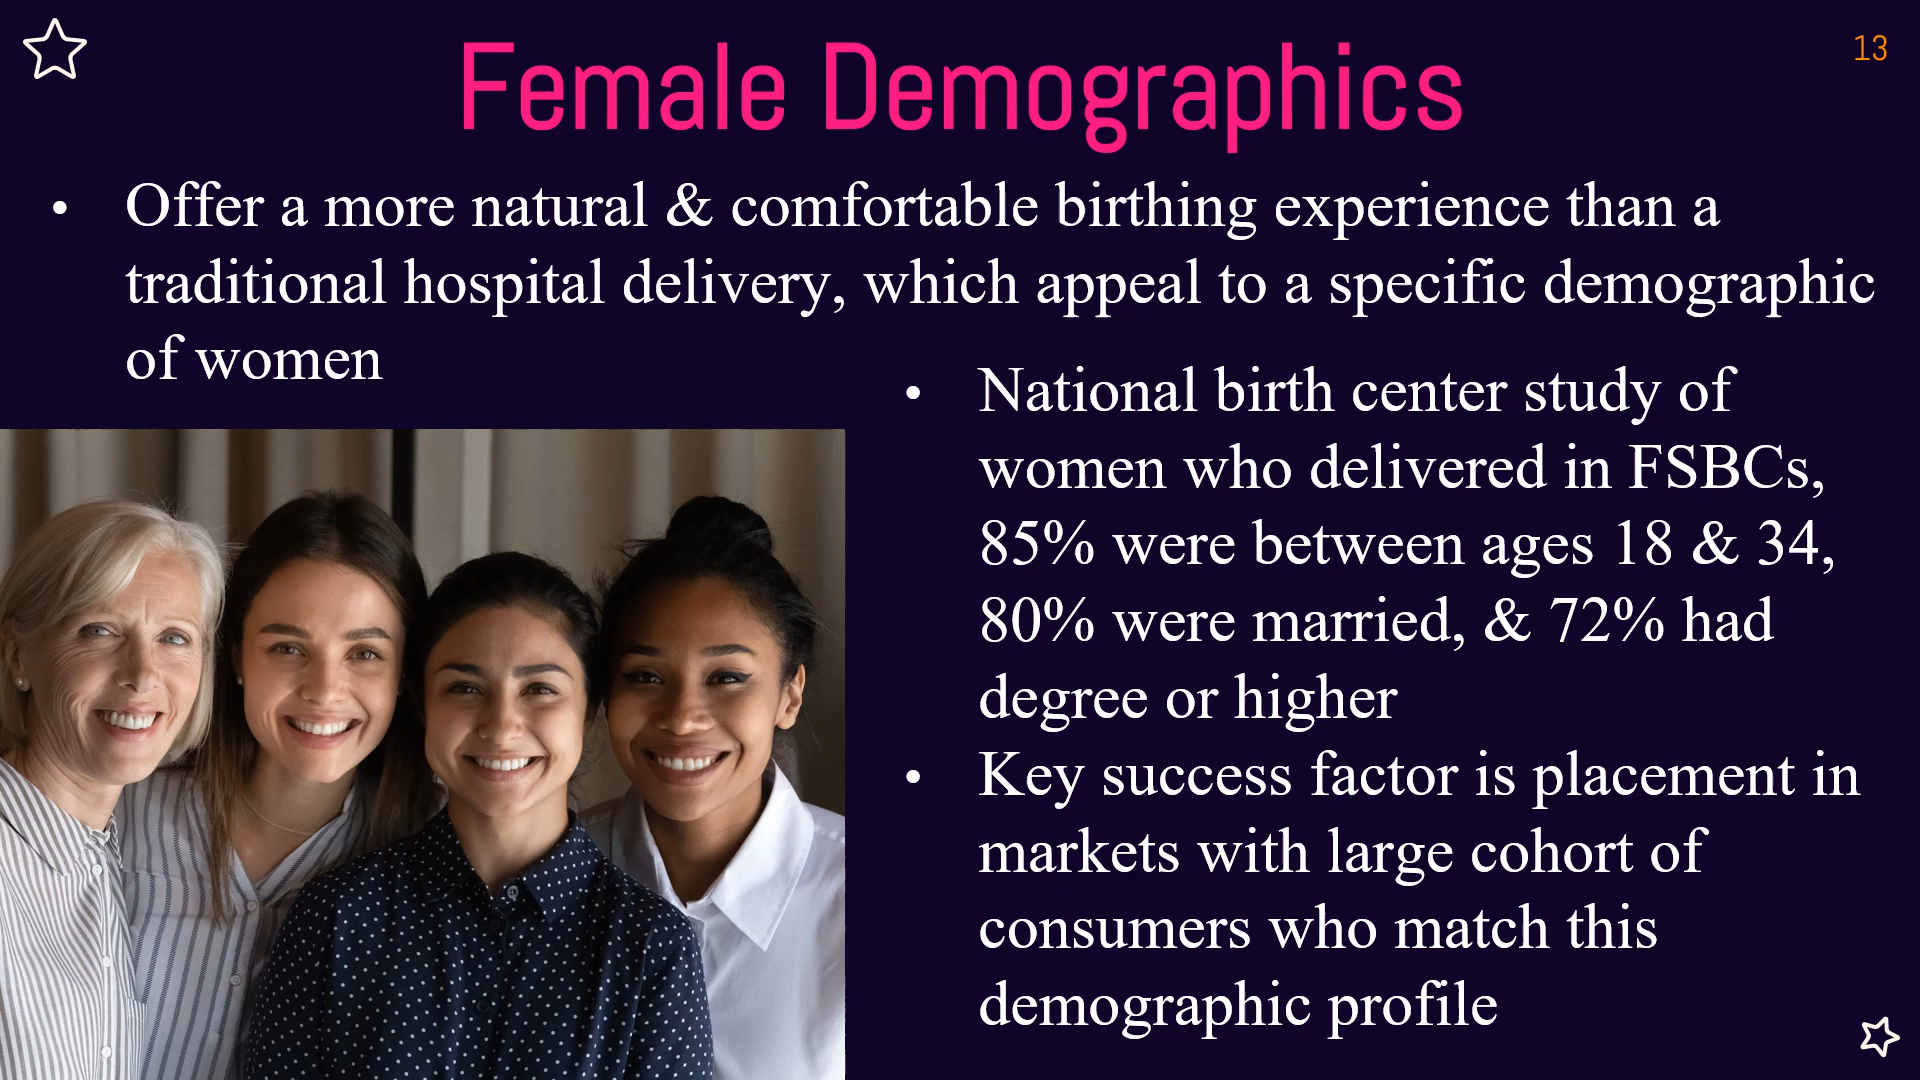 Female Demographics
13
• Offer a more natural & comfortable birthing experience than a
traditional hospital delivery, which appeal to a specific demographic
of women
• National birth center study of
women who delivered in FSBCs,
85% were between ages 18 & 34,
80% were married, & 72% had
degree or higher
• Key success factor is placement in
markets with large cohort of
consumers who match this
demographic profile